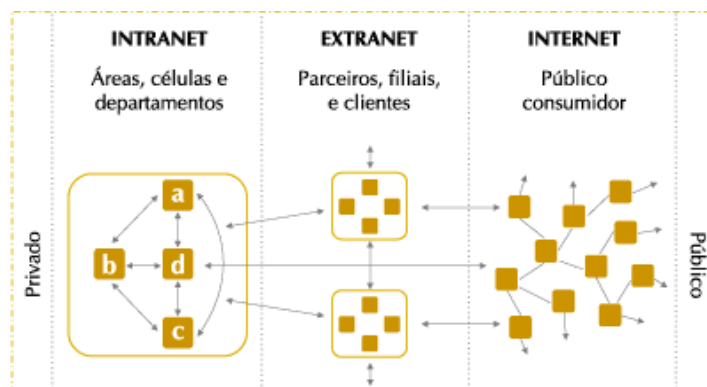 INTRANET
Áreas, células e
departamentos
EXTRANET
Parceiros, filiais,
e clientes
INTERNET
Público
consumidor
Privado
a
b
d
c
Público